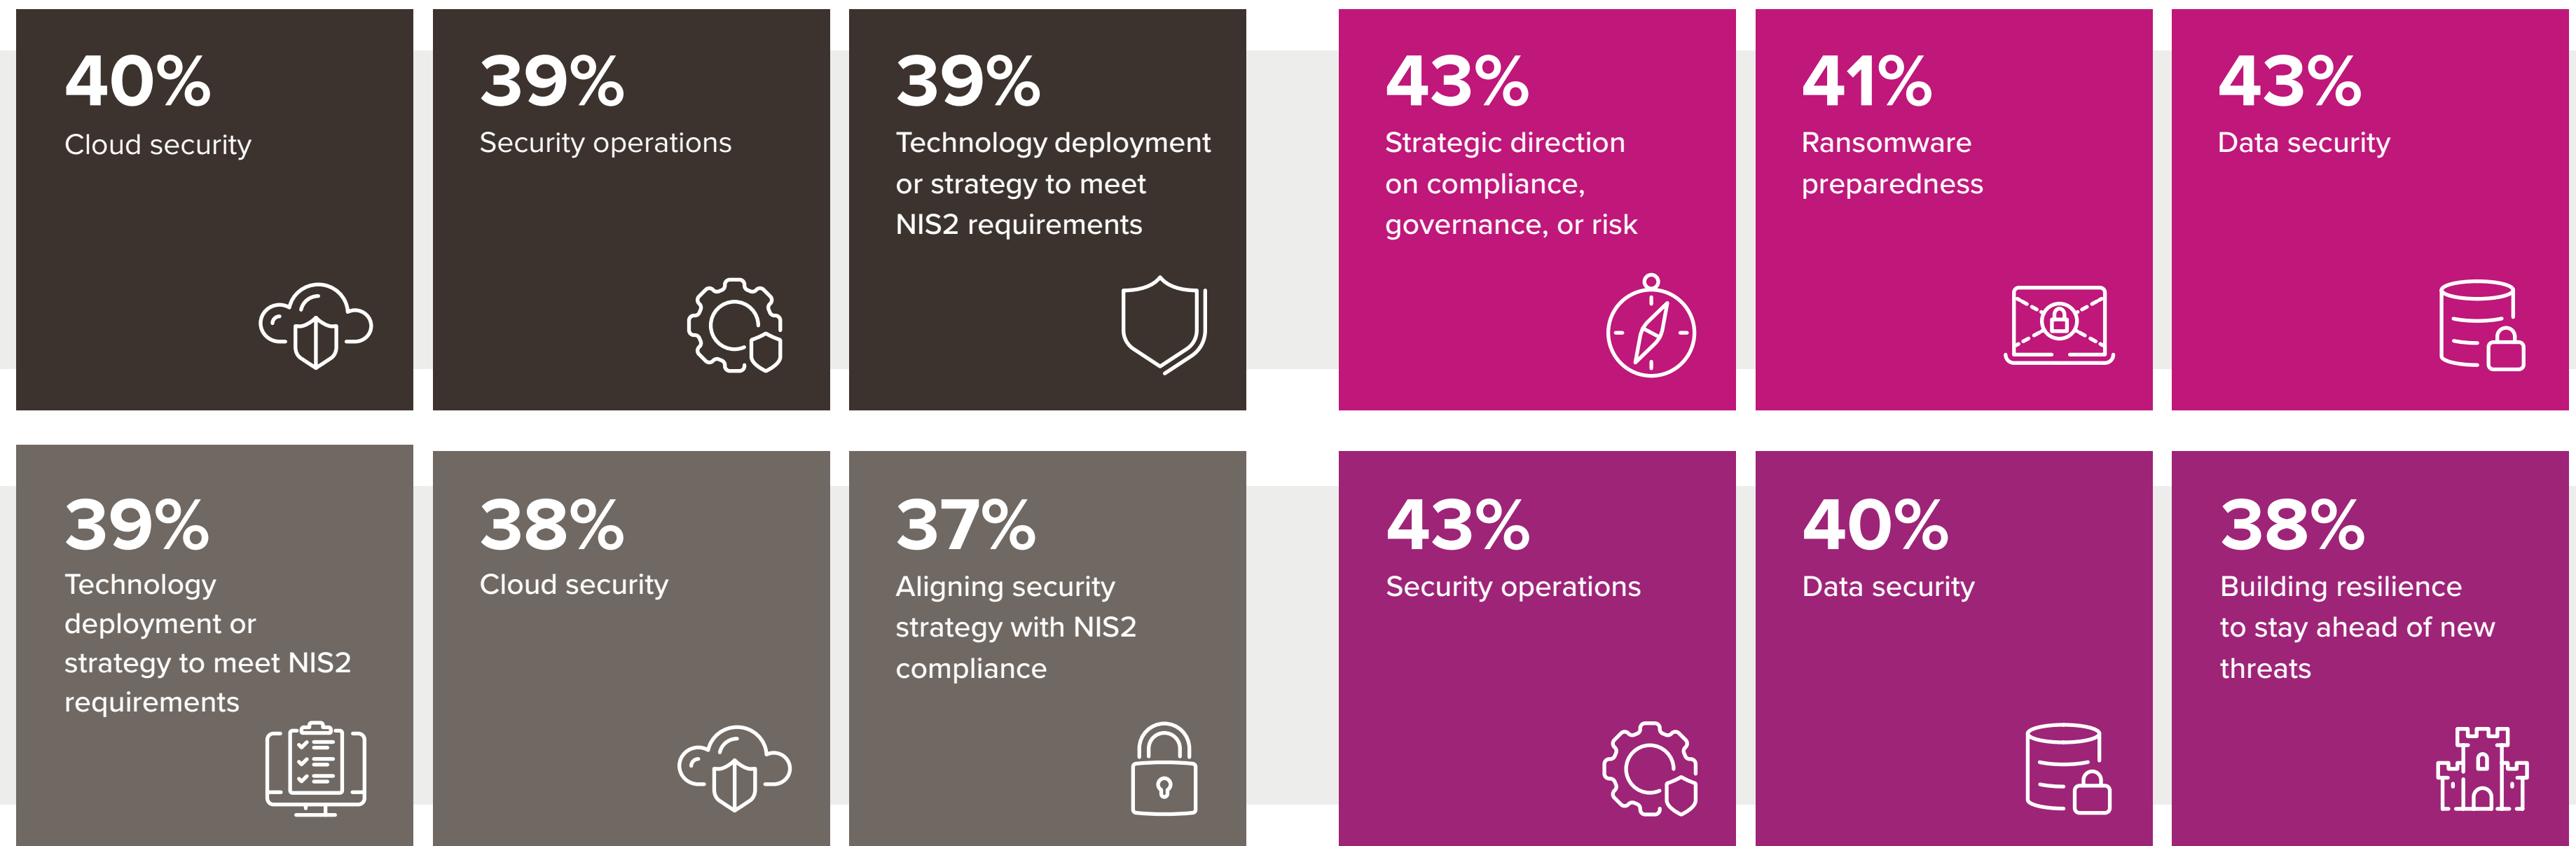 40%
Cloud security
39%
Security operations
39%
Technology deployment
or strategy to meet
NIS2 requirements
43%
Strategic direction
on compliance,
governance, or risk
41%
Ransomware
preparedness
43%
Data security
39%
Technology
deployment or
strategy to meet NIS2
requirements
38%
Cloud security
37%
Aligning security
strategy with NIS2
compliance
43%
Security operations
40%
Data security
38%
Building resilience
to stay ahead of new
threats